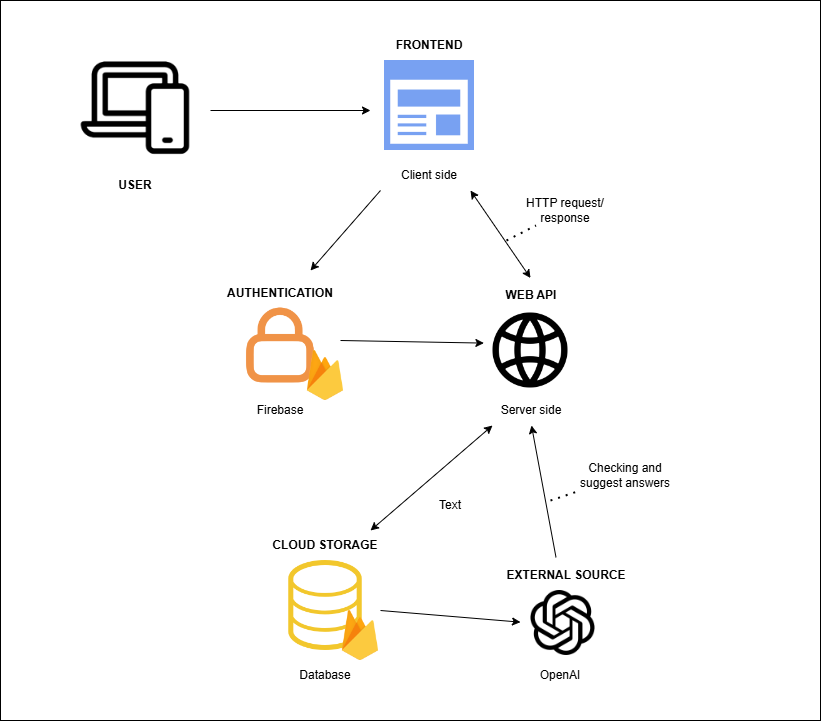 FRONTEND
USER
Client side
HTTP request/
response
AUTHENTICATION
WEB API
Firebase
Server side
Checking and
suggest answers
Text
CLOUD STORAGE
EXTERNAL SOURCE
Database
OpenAI